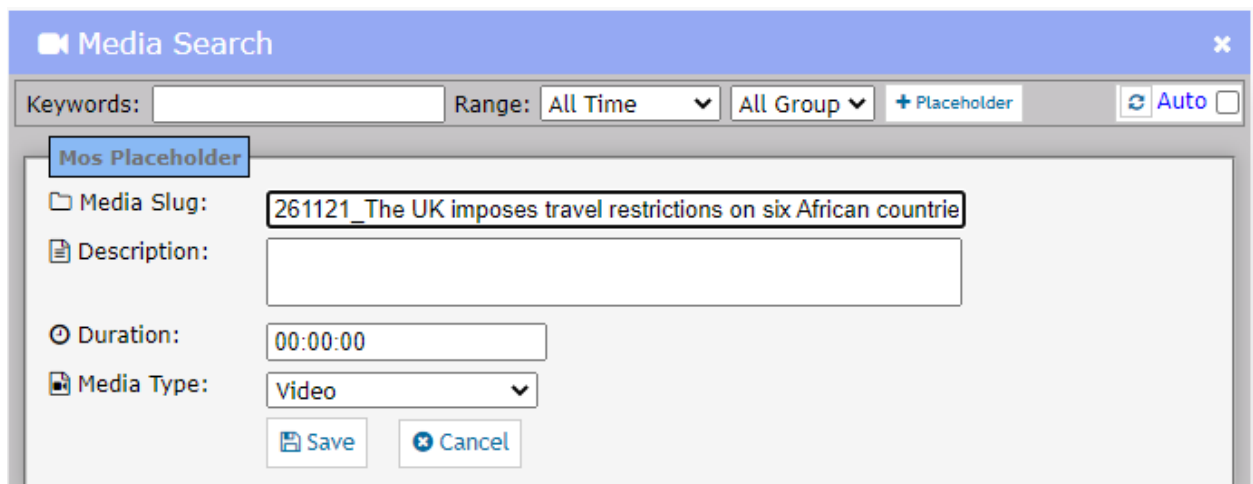 Media Search
Keywords: Range: All Time All Group + Placeholder Auto
Mos Placeholder
Media Slug: 261121_The UK imposes travel restrictions on six African countrie
Description:
Duration: 00:00:00
Media Type: Video
Save Cancel